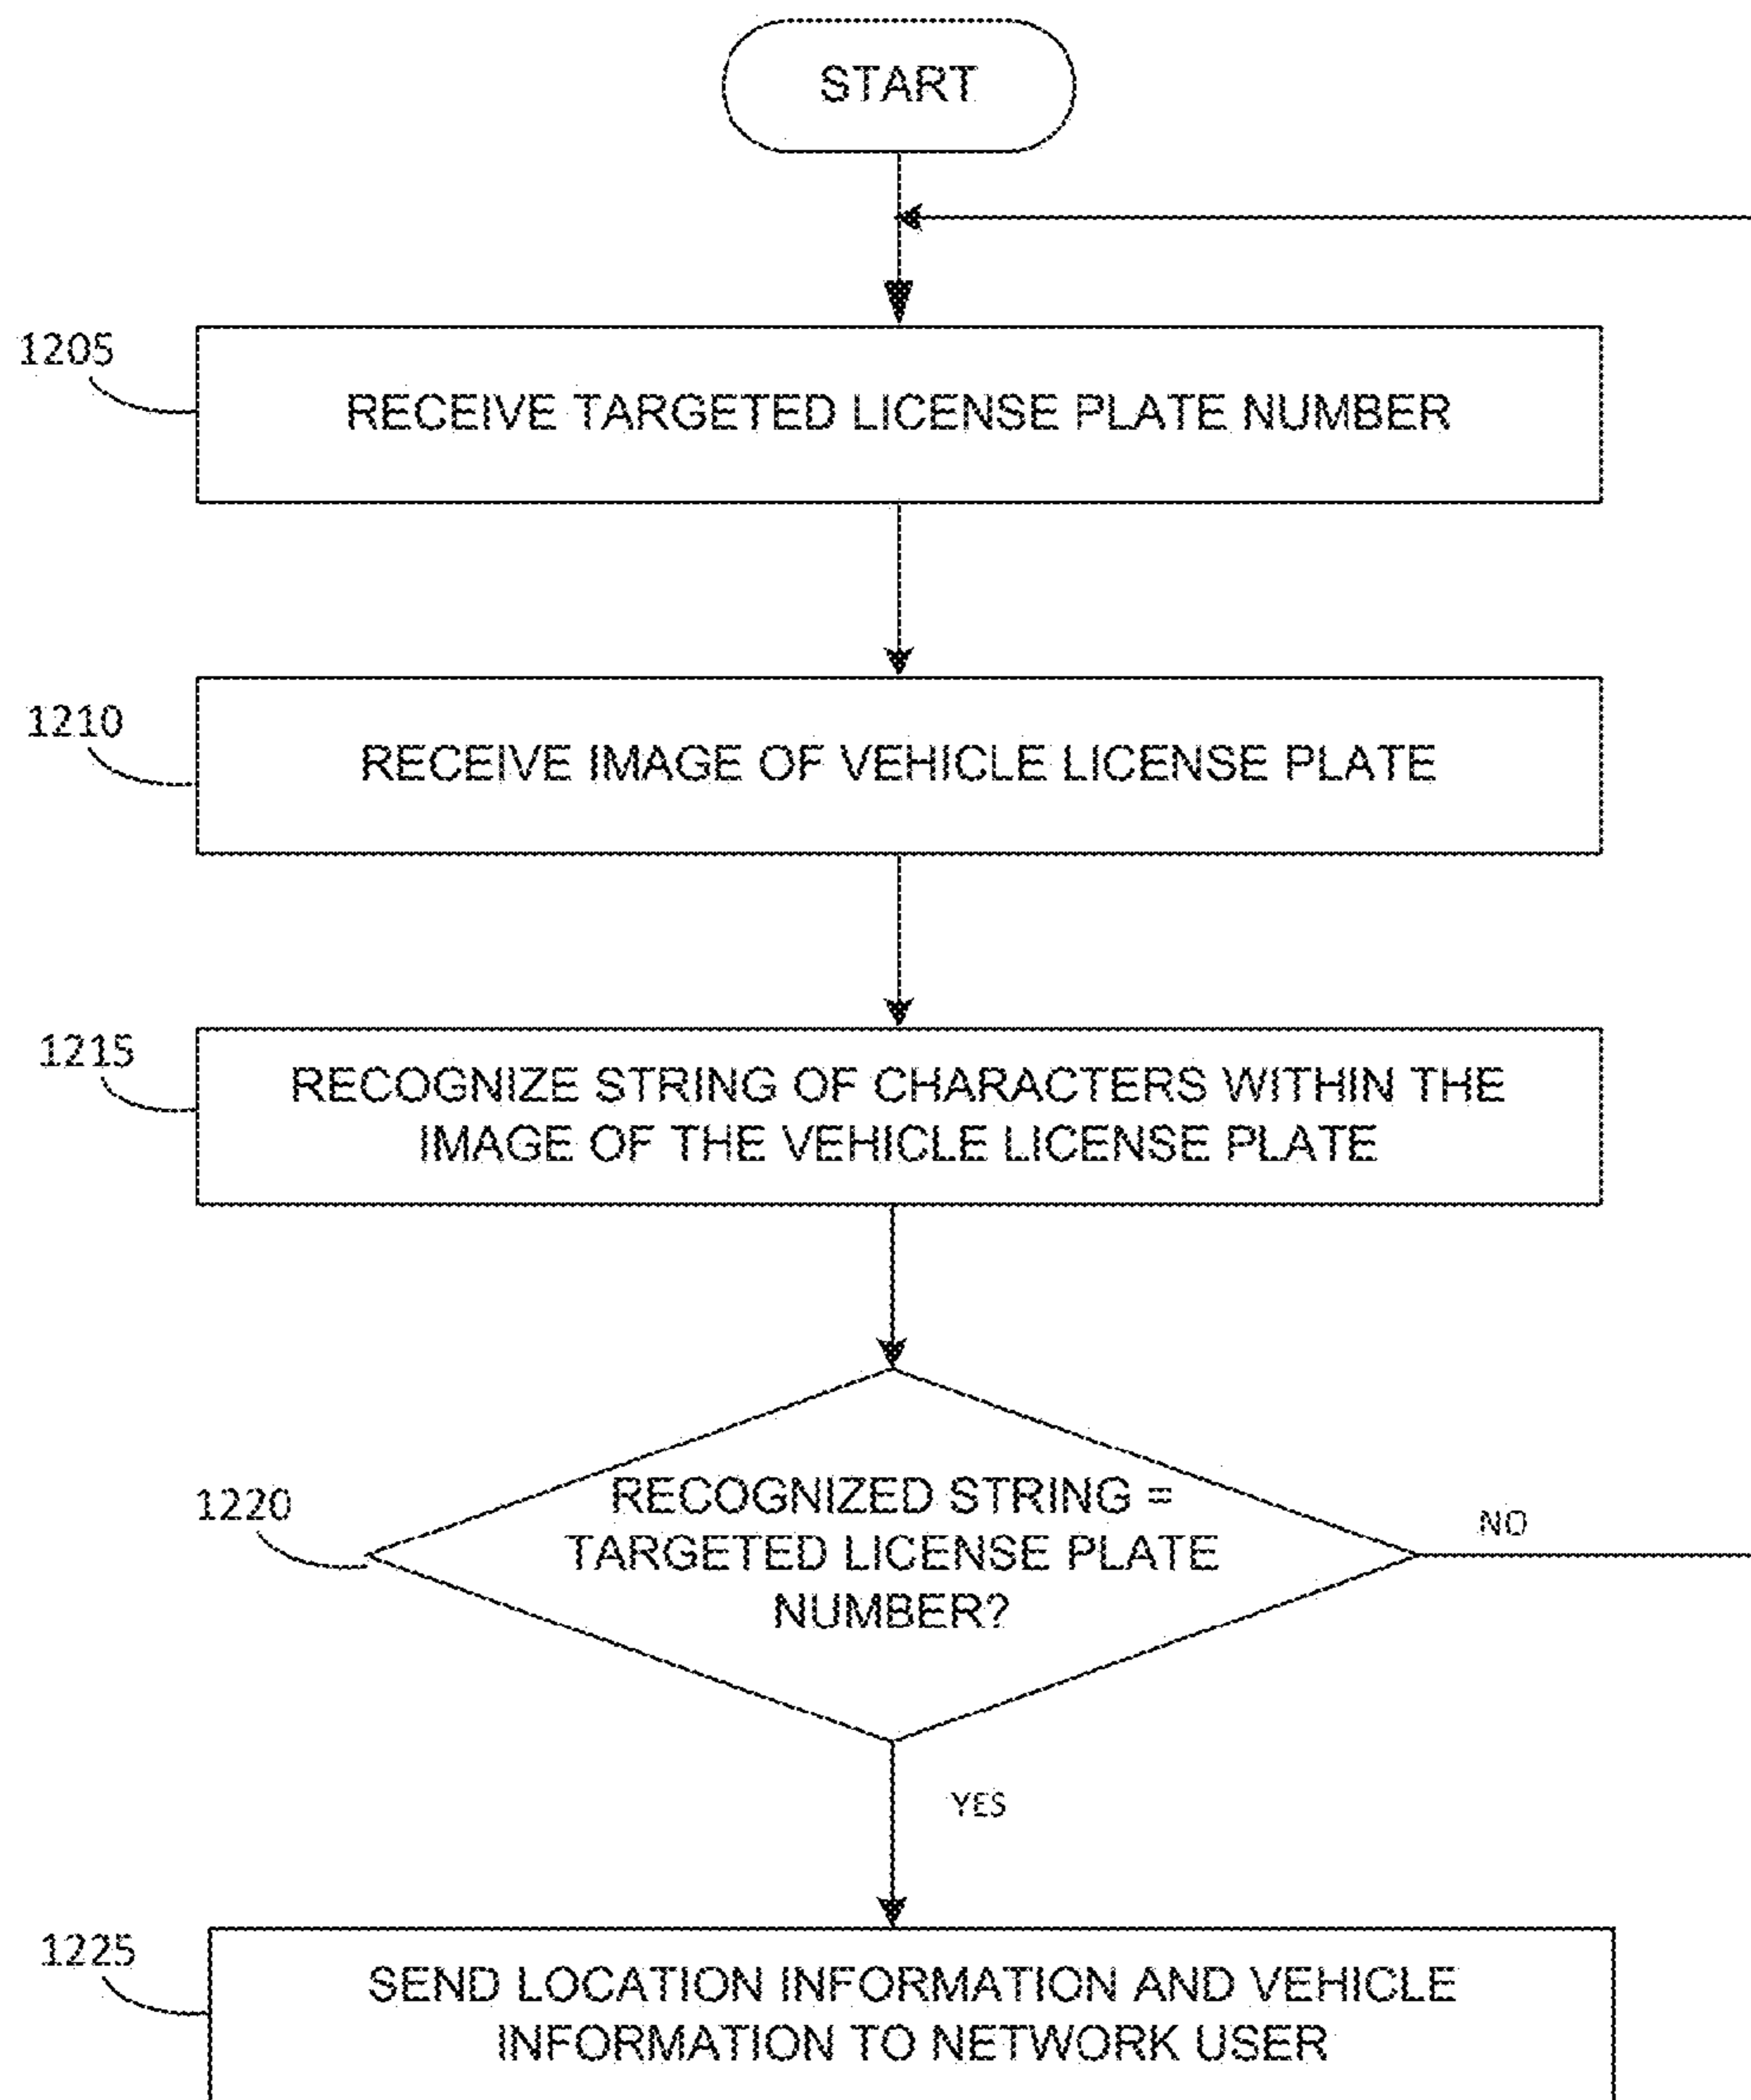 START
1205
RECEIVE TARGETED LICENSE PLATE NUMBER
1210
RECEIVE IMAGE OF VEHICLE LICENSE PLATE
1215
RECOGNIZE STRING OF CHARACTERS WITHIN THE
IMAGE OF THE VEHICLE LICENSE PLATE
1220
RECOGNIZED STRING =
TARGETED LICENSE PLATE
NUMBER?
NO
YES
1225
SEND LOCATION INFORMATION AND VEHICLE
INFORMATION TO NETWORK USER